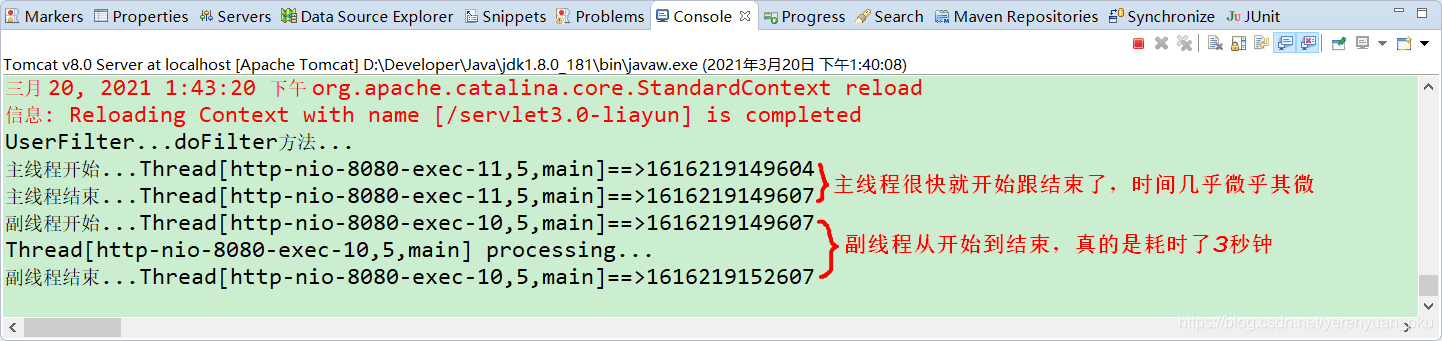 Markers Properties Servers Data Source Explorer Snippets Problems Console Progress Search Maven Repositories Synchronize JUnit
Tomcat v8.0 Server at localhost [Apache Tomcat] D:\Developer\Java\jdk1.8.0_181\bin\javaw.exe (2021年3月20日 下午1:40:08)
三月 20, 2021 1:43:20 下午 org.apache.catalina.core.StandardContext reload
信息: Reloading Context with name [/servlet3.0-liayun] is completed
UserFilter...doFilter方法...
主线程开始...Thread[http-nio-8080-exec-11,5,main]==>1616219149604
主线程结束...Thread[http-nio-8080-exec-11,5,main]==>1616219149607
主线程很快就开始跟结束了，时间几乎微乎其微
副线程开始...Thread[http-nio-8080-exec-10,5,main]==>1616219149607
Thread[http-nio-8080-exec-10,5,main] processing...
副线程结束...Thread[http-nio-8080-exec-10,5,main]==>1616219152607
副线程从开始到结束，真的是耗时了3秒钟
https://blog.csdn.net/yerenyuan_pku